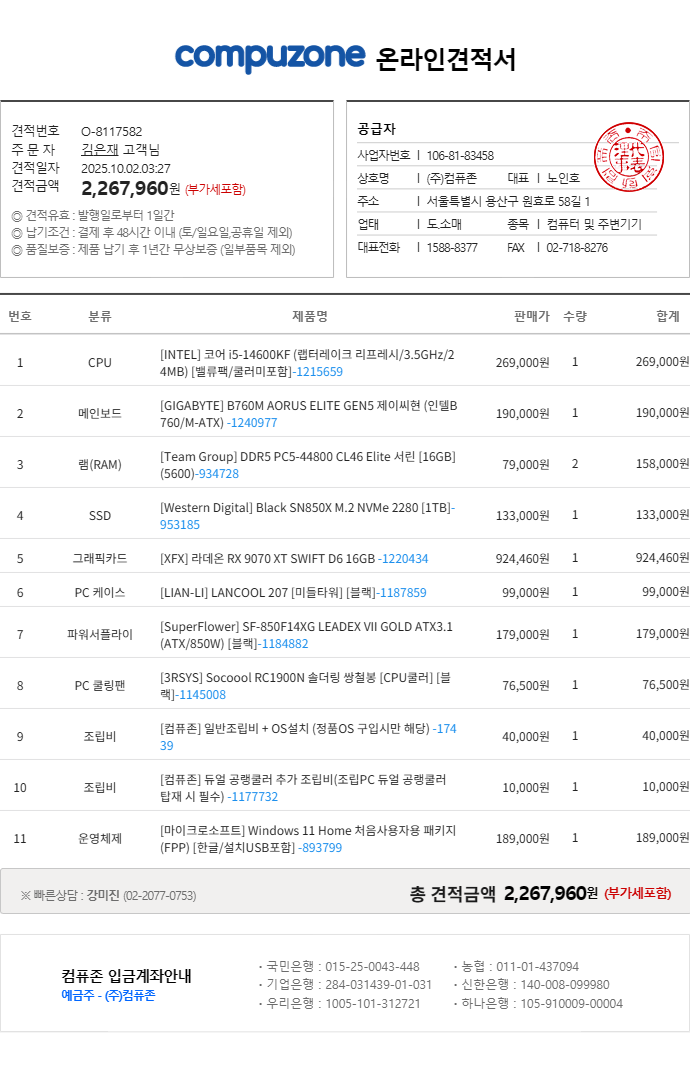 compuzone 온라인견적서
견적번호 O-8117582
주 문 자 김은재 고객님
견적일자 2025.10.02.03:27
견적금액 2,267,960원 (부가세포함)
◎ 견적유효 : 발행일로부터 1일간
◎ 납기조건 : 결제 후 48시간 이내 (토/일요일,공휴일 제외)
◎ 품질보증 : 제품 납기 후 1년간 무상보증 (일부품목 제외)
공급자
사업자번호 l 106-81-83458
상호명 l (주)컴퓨존 대표 l 노인호
주소 l 서울특별시 용산구 원효로 58길 1
업태 l 도.소매 종목 l 컴퓨터 및 주변기기
대표전화 l 1588-8377 FAX l 02-718-8276
번호 분류 제품명 판매가 수량 합계
1 CPU [INTEL] 코어 i5-14600KF (랩터레이크 리프레시/3.5GHz/2
4MB) [밸류팩/쿨러미포함]-1215659 269,000원 1 269,000원
2 메인보드 [GIGABYTE] B760M AORUS ELITE GEN5 제이씨현 (인텔B
760/M-ATX) -1240977 190,000원 1 190,000원
3 램(RAM) [Team Group] DDR5 PC5-44800 CL46 Elite 서린 [16GB]
(5600)-934728 79,000원 2 158,000원
4 SSD [Western Digital] Black SN850X M.2 NVMe 2280 [1TB]-
953185 133,000원 1 133,000원
5 그래픽카드 [XFX] 라데온 RX 9070 XT SWIFT D6 16GB -1220434 924,460원 1 924,460원
6 PC 케이스 [LIAN-LI] LANCOOL 207 [미들타워] [블랙]-1187859 99,000원 1 99,000원
7 파워서플라이 [SuperFlower] SF-850F14XG LEADEX VII GOLD ATX3.1
(ATX/850W) [블랙]-1184882 179,000원 1 179,000원
8 PC 쿨링팬 [3RSYS] Socoool RC1900N 솔더링 쌍철봉 [CPU쿨러] [블
랙]-1145008 76,500원 1 76,500원
9 조립비 [컴퓨존] 일반조립비 + OS설치 (정품OS 구입시만 해당) -174
39 40,000원 1 40,000원
10 조립비 [컴퓨존] 듀얼 공랭쿨러 추가 조립비(조립PC 듀얼 공랭쿨러
탑재 시 필수) -1177732 10,000원 1 10,000원
11 운영체제 [마이크로소프트] Windows 11 Home 처음사용자용 패키지
(FPP) [한글/설치USB포함] -893799 189,000원 1 189,000원
※ 빠른상담 : 강미진 (02-2077-0753) 총 견적금액 2,267,960원 (부가세포함)
컴퓨존 입금계좌안내
예금주 - (주)컴퓨존
· 국민은행 : 015-25-0043-448 · 농협 : 011-01-437094
· 기업은행 : 284-031439-01-031 · 신한은행 : 140-008-099980
· 우리은행 : 1005-101-312721 · 하나은행 : 105-910009-00004